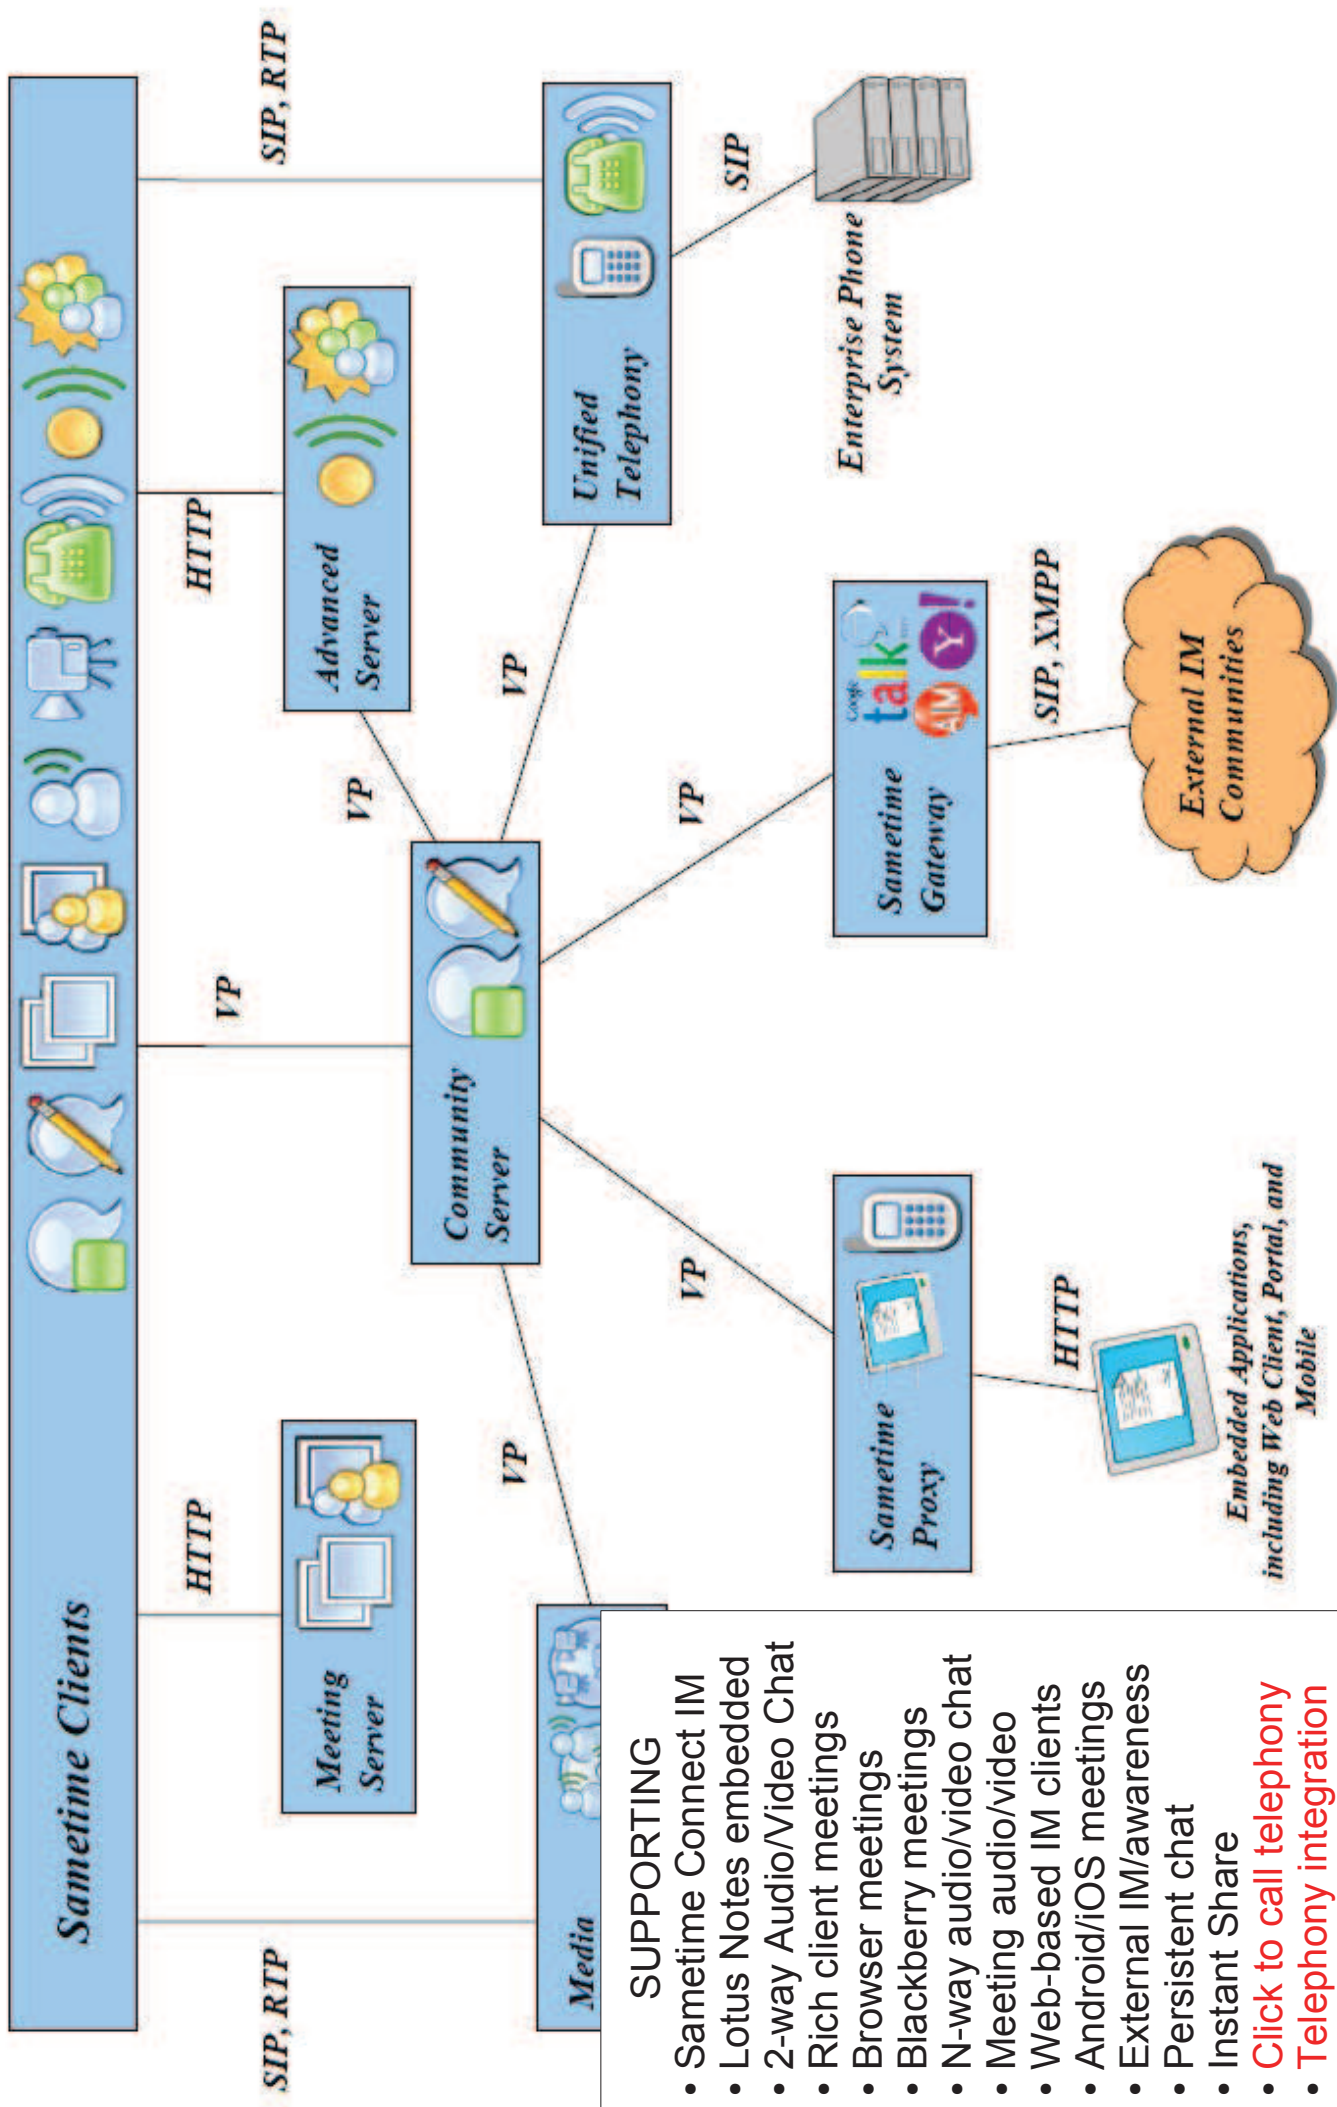 Sametime Clients
SIP, RTP
HTTP
VP
HTTP
SIP, RTP
Meeting
Server
Advanced
Server
VP
Community
Server
VP
VP
Media
Unified
Telephony
VP
VP
SIP
Sametime
Proxy
Sametime
Gateway
Google
talk
AIM
Y!
Enterprise Phone
System
HTTP
SIP, XMPP
Embedded Applications,
including Web Client, Portal, and
Mobile
External IM
Communities
SUPPORTING
• Sametime Connect IM
• Lotus Notes embedded
• 2-way Audio/Video Chat
• Rich client meetings
• Browser meetings
• Blackberry meetings
• N-way audio/video chat
• Meeting audio/video
• Web-based IM clients
• Android/iOS meetings
• External IM/awareness
• Persistent chat
• Instant Share
• Click to call telephony
• Telephony integration